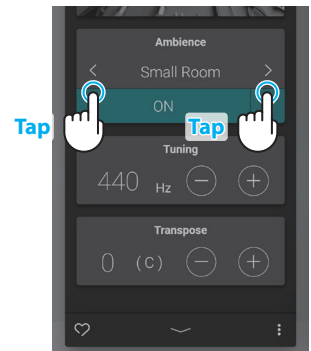 Ambience
< Small Room >
ON
Tap Tap
Tuning
440 Hz − +
Transpose
0 (C) − +